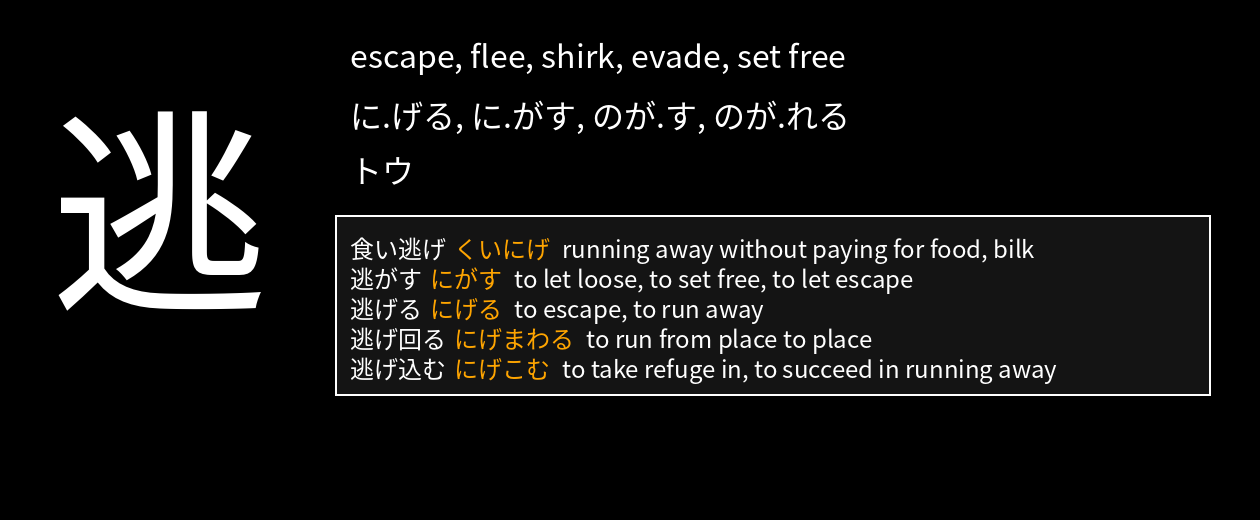 逃
escape, flee, shirk, evade, set free
に.げる, に.がす, のが.す, のが.れる
トウ
食い逃げ くいにげ running away without paying for food, bilk
逃がす にがす to let loose, to set free, to let escape
逃げる にげる to escape, to run away
逃げ回る にげまわる to run from place to place
逃げ込む にげこむ to take refuge in, to succeed in running away